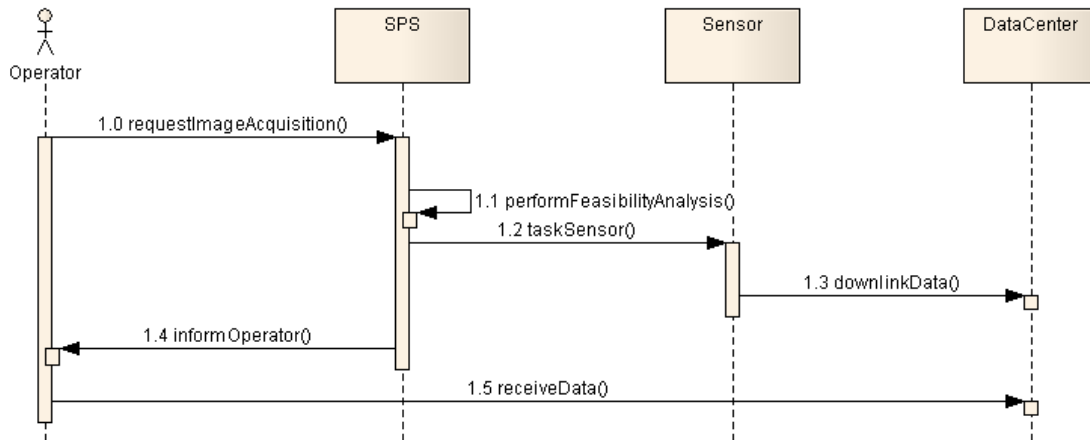 SPS
Sensor
DataCenter
Operator
1.0 requestImageAcquisition()
1.1 performFeasibilityAnalysis()
1.2 taskSensor()
1.3 downlinkData()
1.4 informOperator()
1.5 receiveData()